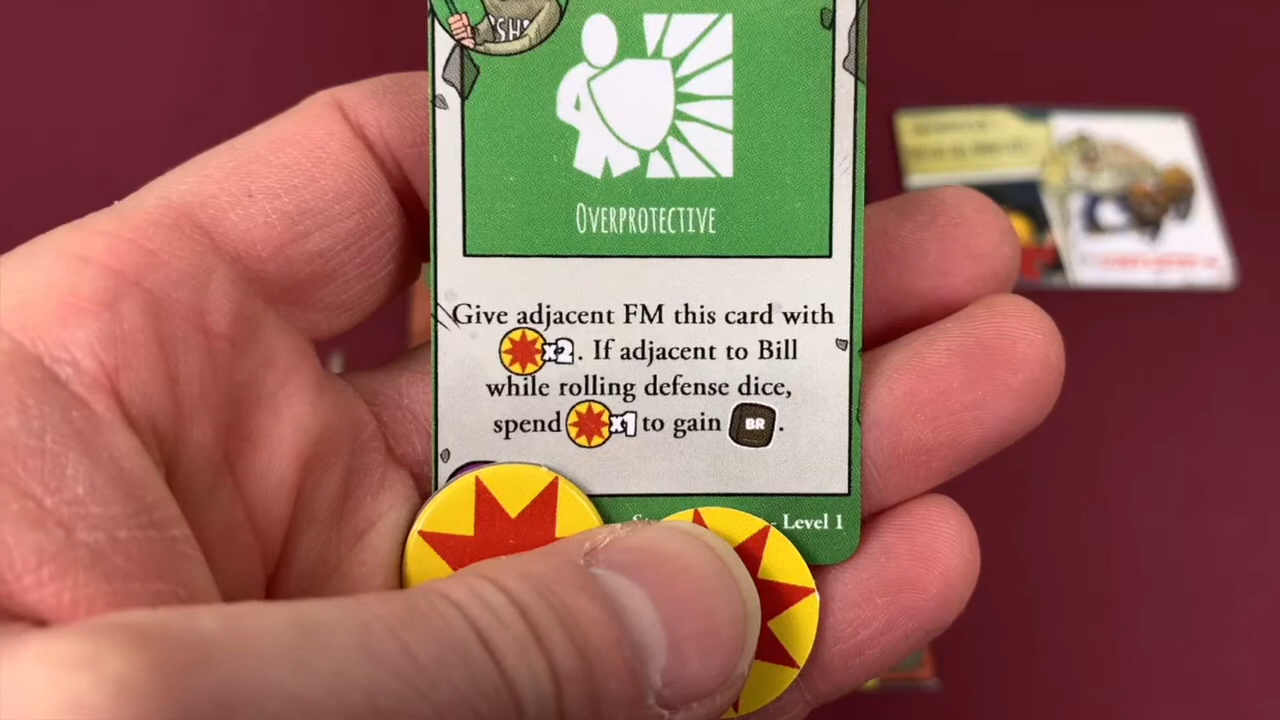 OVERPROTECTIVE
Give adjacent FM this card with
x2. If adjacent to Bill
while rolling defense dice,
spend x1 to gain BR.
- Level 1